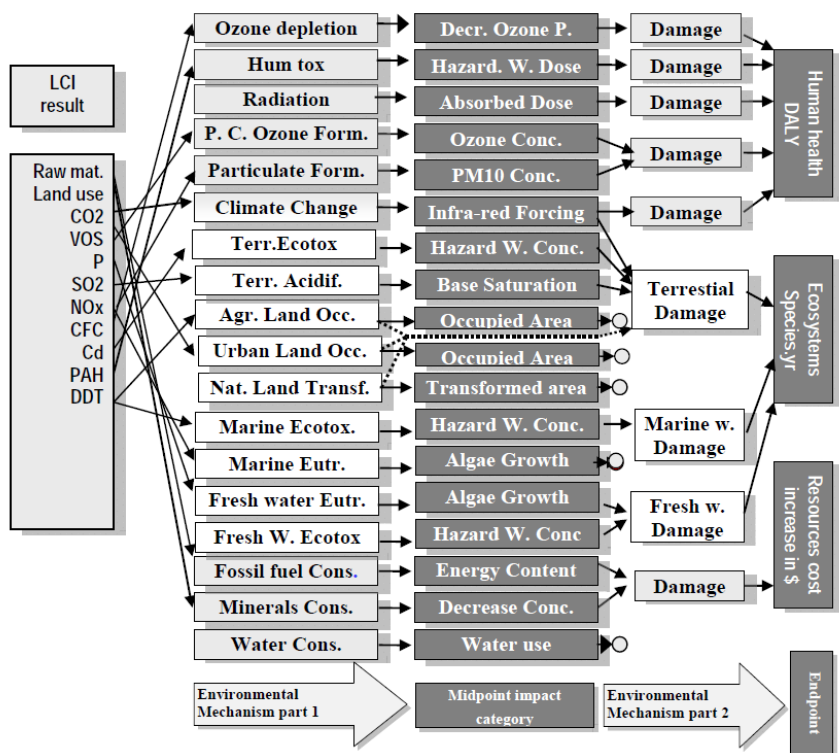 LCI
result
Raw mat.
Land use
CO2
VOS
P
SO2
NOx
CFC
Cd
PAH
DDT
Ozone depletion
Hum tox
Radiation
P. C. Ozone Form.
Particulate Form.
Climate Change
Terr.Ecotox
Terr. Acidif.
Agr. Land Occ.
Urban Land Occ.
Nat. Land Transf.
Marine Ecotox.
Marine Eutr.
Fresh water Eutr.
Fresh W. Ecotox
Fossil fuel Cons.
Minerals Cons.
Water Cons.
Decr. Ozone P.
Hazard. W. Dose
Absorbed Dose
Ozone Conc.
PM10 Conc.
Infra-red Forcing
Hazard W. Conc.
Base Saturation
Occupied Area
Occupied Area
Transformed area
Hazard W. Conc.
Algae Growth
Algae Growth
Hazard W. Conc
Energy Content
Decrease Conc.
Water use
Damage
Damage
Damage
Damage
Damage
Terrestial
Damage
Marine w.
Damage
Fresh w.
Damage
Damage
Human health
DALY
Ecosystems
Species.yr
Resources cost
increase in $
Environmental
Mechanism part 1
Midpoint impact
category
Environmental
Mechanism part 2
Endpoint